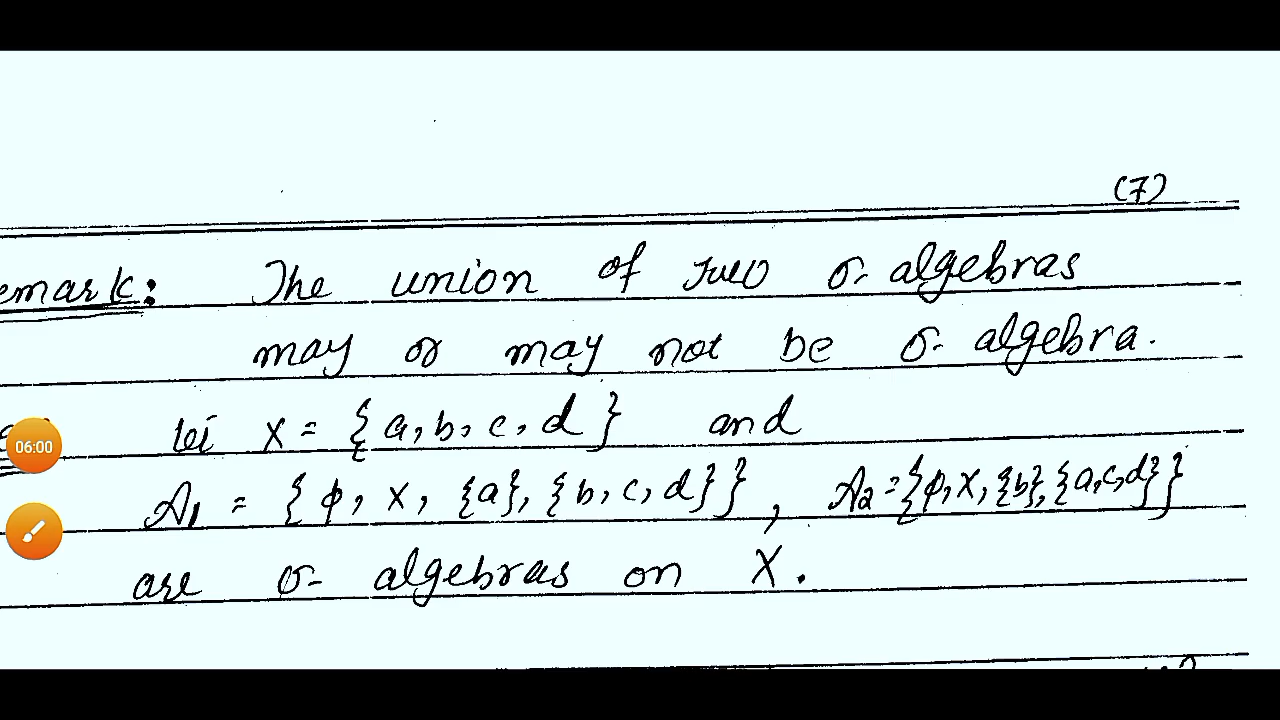 (7)
emark: The union of two σ- algebras
may or may not be σ- algebra.
let X = {a, b, c, d} and
A1 = {φ, X, {a}, {b, c, d}}, A2={φ, X, {b}, {a, c, d}}
06:00
are σ- algebras on X.